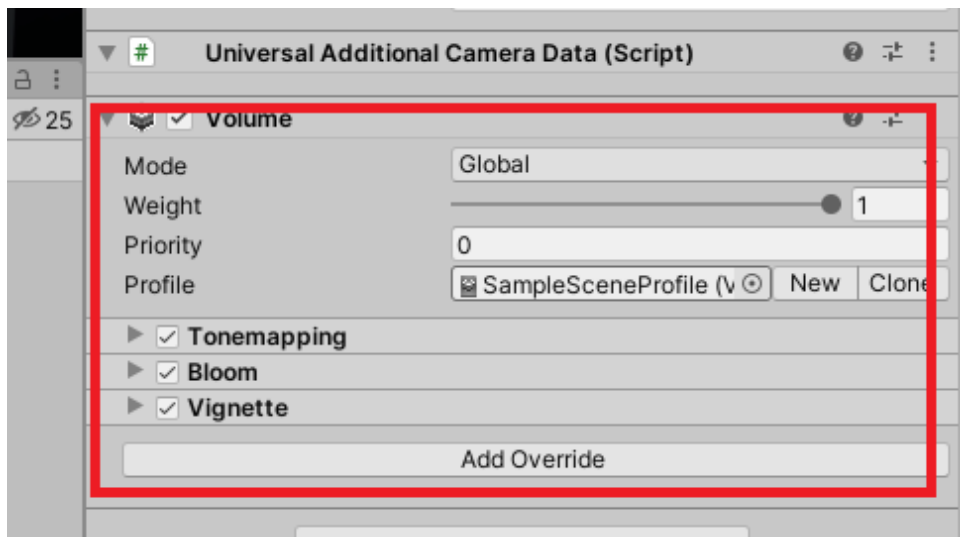 # Universal Additional Camera Data (Script)
25
Volume
Mode Global
Weight 1
Priority 0
Profile SampleSceneProfile (V New Clone
Tonemapping
Bloom
Vignette
Add Override